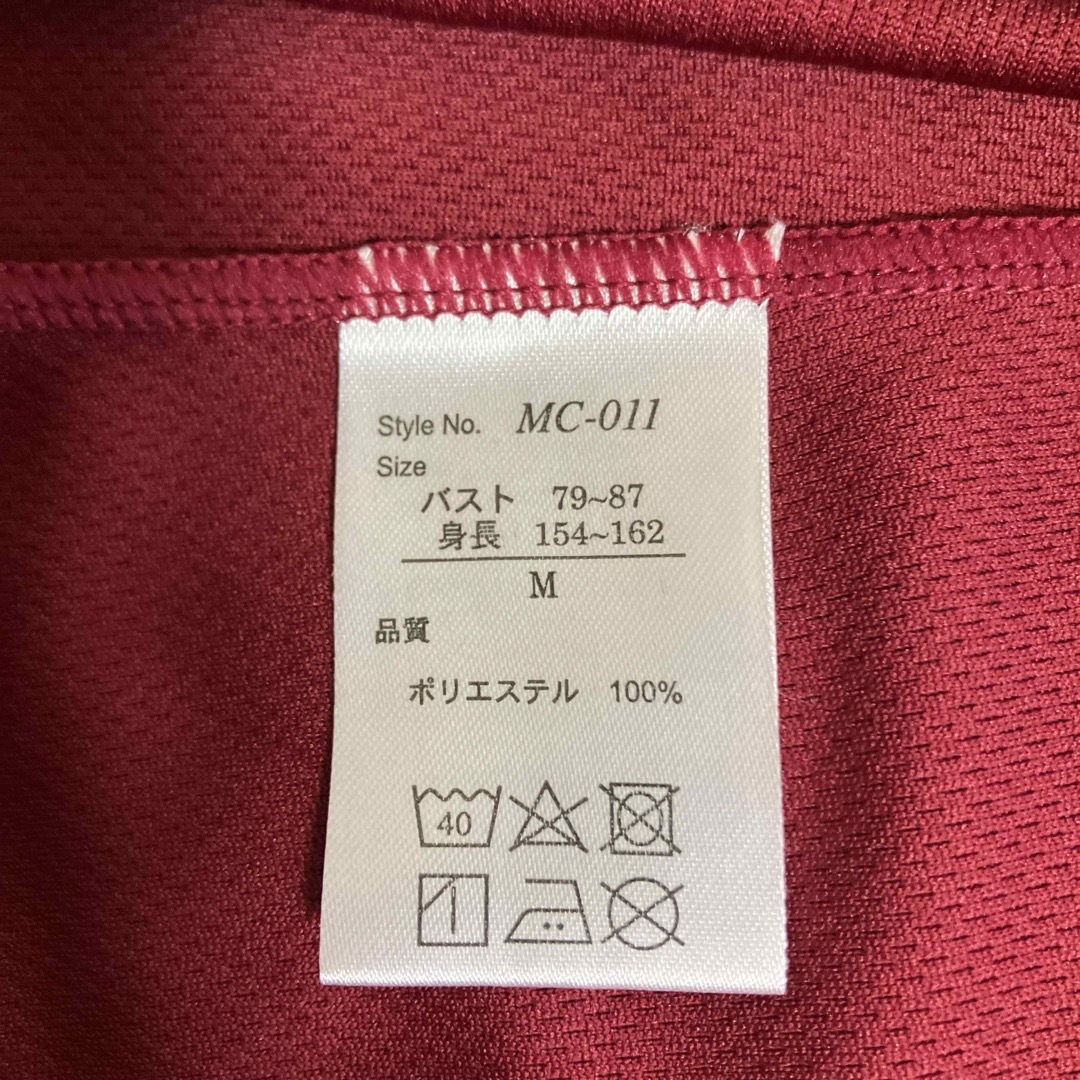 Style No. MC-011
Size
バスト 79~87
身長 154~162
M
品質
ポリエステル 100%
40